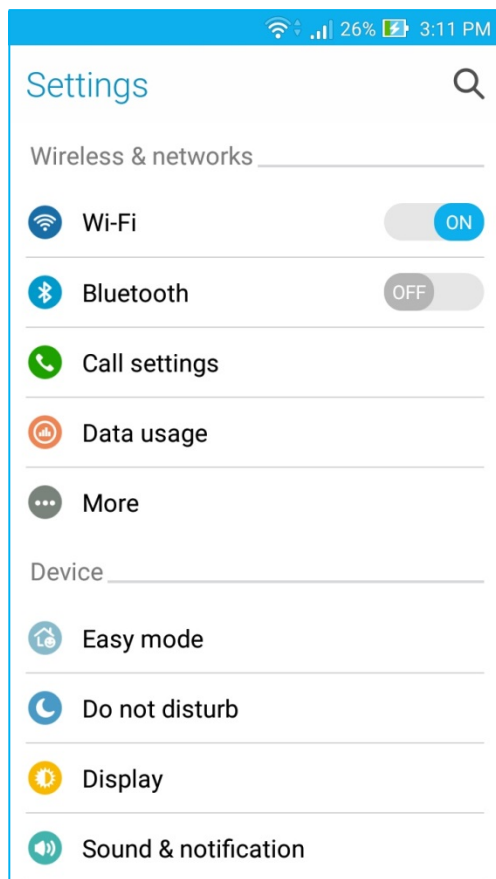 26% 3:11 PM
Settings
Wireless & networks
Wi-Fi ON
Bluetooth OFF
Call settings
Data usage
More
Device
Easy mode
Do not disturb
Display
Sound & notification